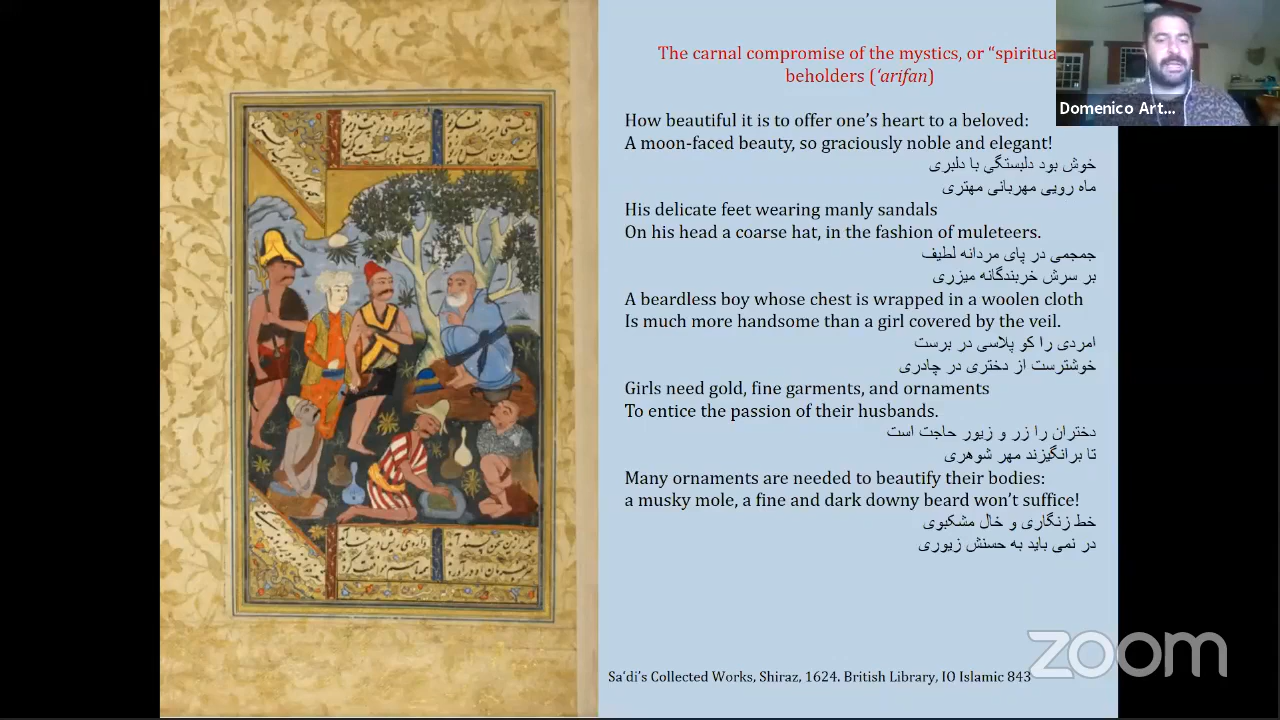 The carnal compromise of the mystics, or “spiritua
beholders (‘arifan)
Domenico Art...
How beautiful it is to offer one’s heart to a beloved:
A moon-faced beauty, so graciously noble and elegant!
خوش بود دلبستگی با دلبری
ماه رویی مهربانی مهتری
His delicate feet wearing manly sandals
On his head a coarse hat, in the fashion of muleteers.
جمجمی در پای مردانه لطیف
بر سرش خربندگانه میزری
A beardless boy whose chest is wrapped in a woolen cloth
Is much more handsome than a girl covered by the veil.
امردی را کو پلاسی در برست
خوشترست از دختری در چادری
Girls need gold, fine garments, and ornaments
To entice the passion of their husbands.
دختران را زر و زیور حاجت است
تا برانگیزند مهر شوهری
Many ornaments are needed to beautify their bodies:
a musky mole, a fine and dark downy beard won’t suffice!
خط زنگاری و خال مشکبوی
در نمی باید به حسنش زیوری
zoom
Sa‘di’s Collected Works, Shiraz, 1624. British Library, IO Islamic 843